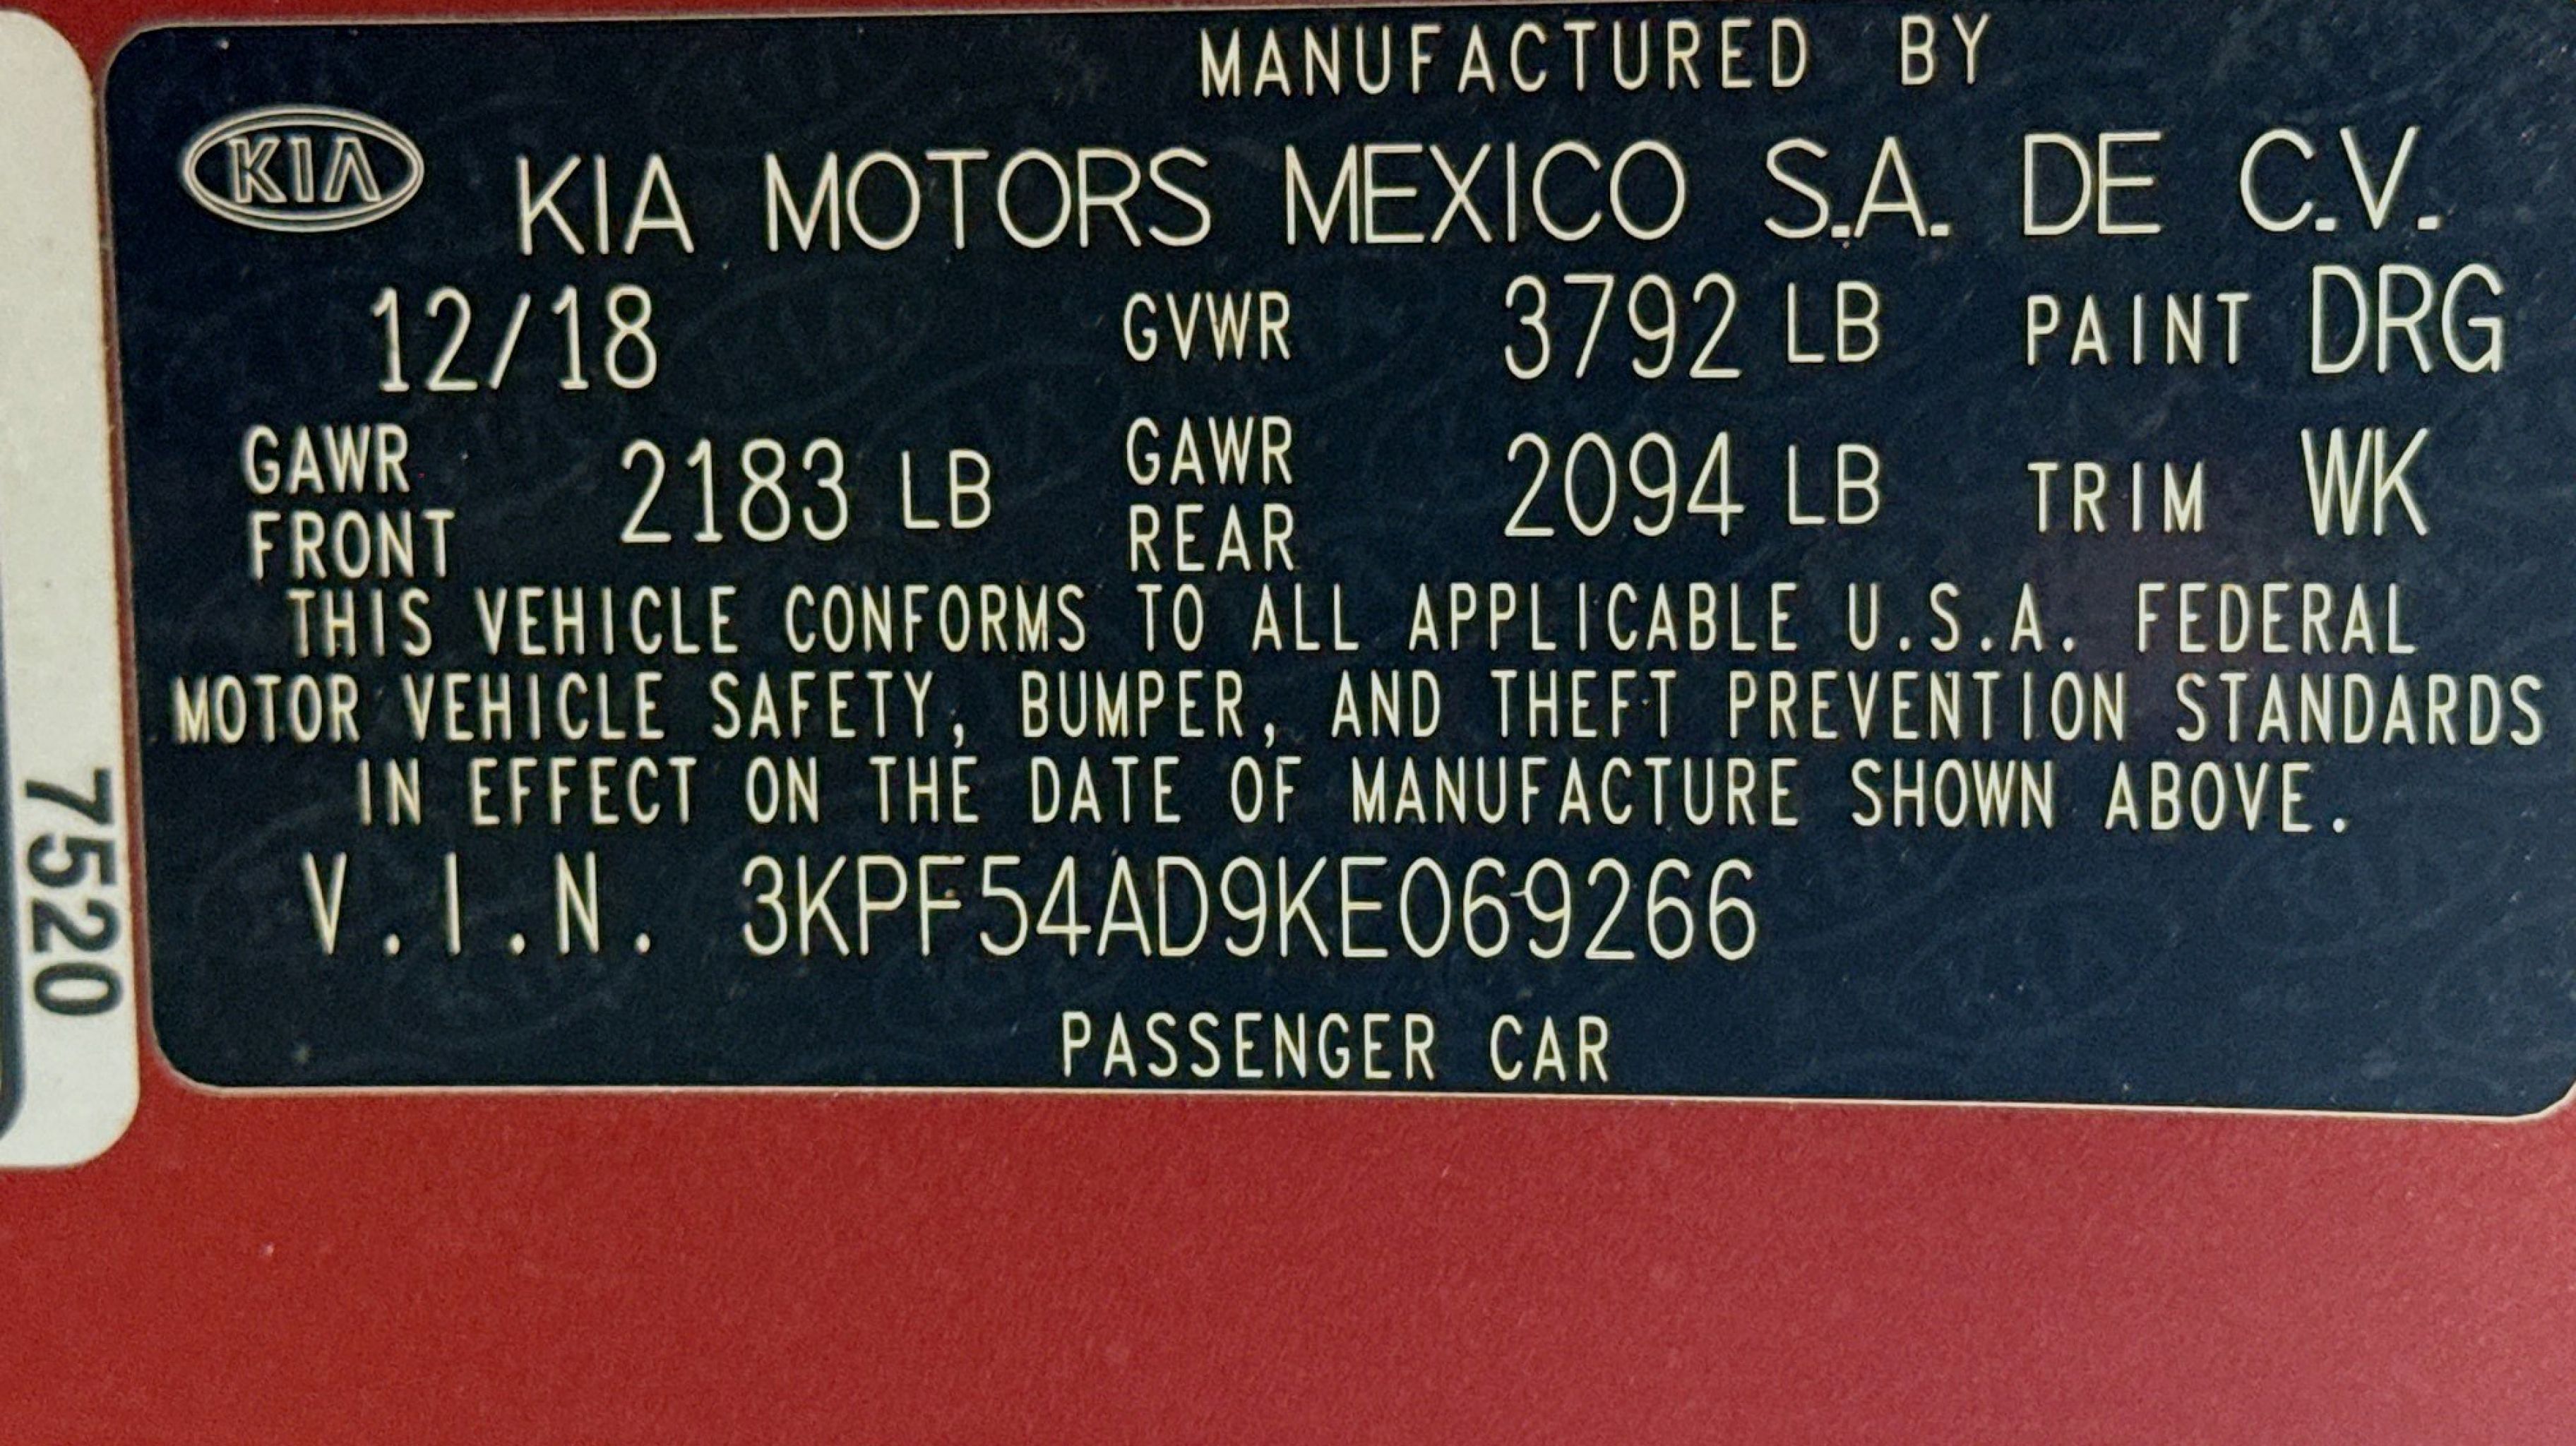 MANUFACTURED BY
KIA KIA MOTORS MEXICO S.A. DE C.V.
12/18 GVWR 3792 LB PAINT DRG
GAWR FRONT 2183 LB GAWR REAR 2094 LB TRIM WK
THIS VEHICLE CONFORMS TO ALL APPLICABLE U.S.A. FEDERAL
MOTOR VEHICLE SAFETY, BUMPER, AND THEFT PREVENTION STANDARDS
IN EFFECT ON THE DATE OF MANUFACTURE SHOWN ABOVE.
V.I.N. 3KPF54AD9KE069266
PASSENGER CAR
7520